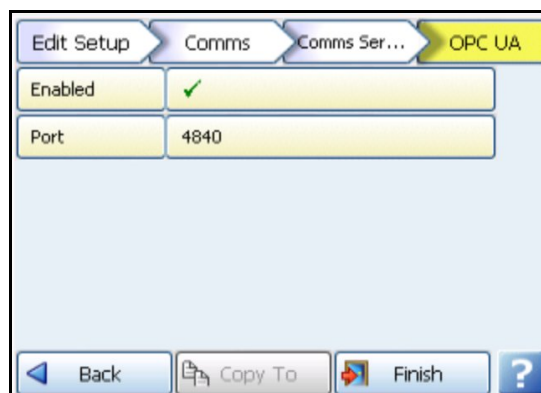 Edit Setup Comms Comms Ser... OPC UA
Enabled
Port 4840
Back Copy To Finish ?